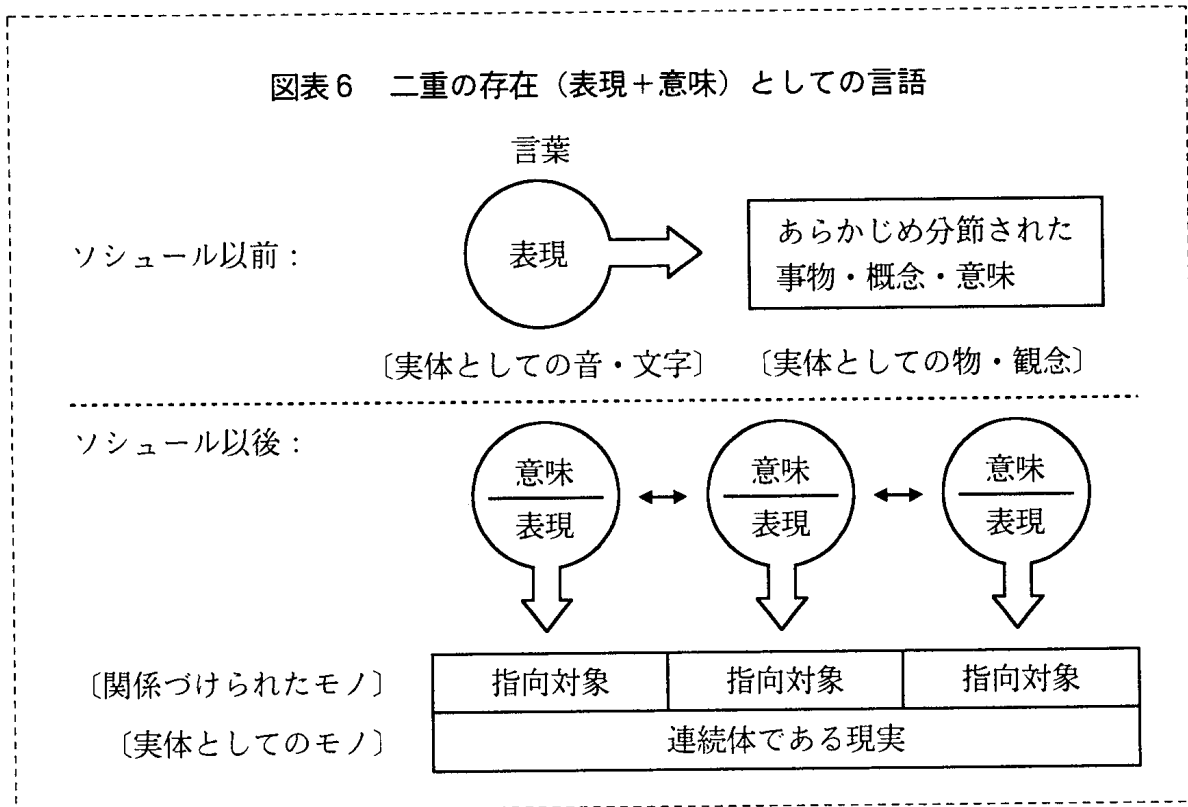 図表6 二重の存在（表現＋意味）としての言語
言葉
ソシュール以前：
表現
あらかじめ分節された
事物・概念・意味
〔実体としての音・文字〕 〔実体としての物・観念〕
ソシュール以後：
意味 意味 意味
表現 表現 表現
〔関係づけられたモノ〕 指向対象 指向対象 指向対象
〔実体としてのモノ〕 連続体である現実